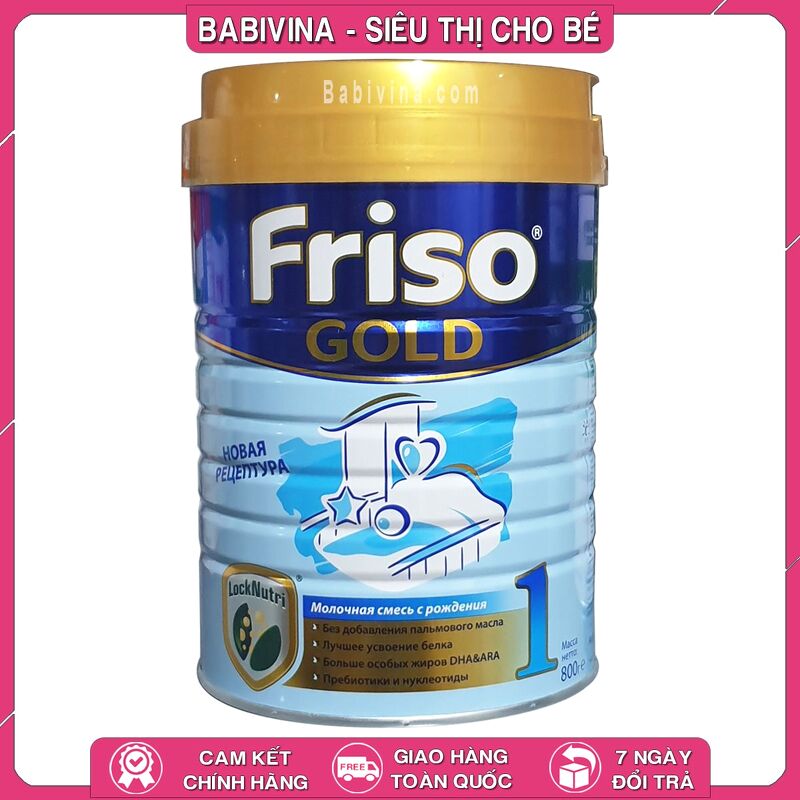 BABIVINA - SIÊU THỊ CHO BÉ
Babivina.com
Friso®
GOLD
НОВАЯ
РЕЦЕПТУРА
LockNutri®
Молочная смесь с рождения
• Без добавления пальмового масла
• Лучшее усвоение белка
• Больше особых жиров DHA&ARA
• Пребиотики и нуклеотиды
1
Масса
нетто:
800г℮
CAM KẾT
CHÍNH HÃNG
FREE
GIAO HÀNG
TOÀN QUỐC
7 NGÀY
ĐỔI TRẢ